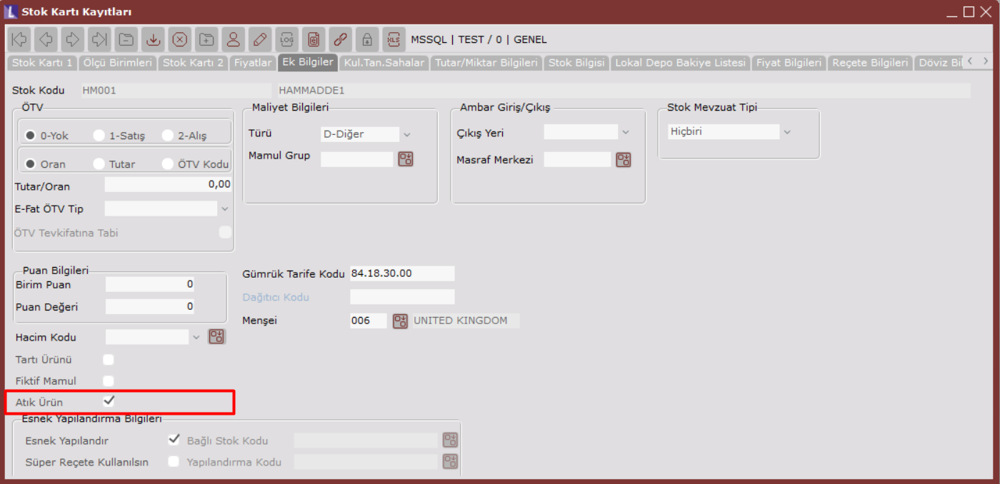 Stok Kartı Kayıtları
LOG XLS MSSQL | TEST / 0 | GENEL
Stok Kartı 1 Ölçü Birimleri Stok Kartı 2 Fiyatlar Ek Bilgiler Kul.Tan.Sahalar Tutar/Miktar Bilgileri Stok Bilgisi Lokal Depo Bakiye Listesi Fiyat Bilgileri Reçete Bilgileri Döviz Bil
Stok Kodu HM001 HAMMADDE1
ÖTV
0-Yok 1-Satış 2-Alış
Oran Tutar ÖTV Kodu
Tutar/Oran 0,00
E-Fat ÖTV Tip
ÖTV Tevkifatına Tabi
Maliyet Bilgileri
Türü D-Diğer
Mamul Grup
Ambar Giriş/Çıkış
Çıkış Yeri
Masraf Merkezi
Stok Mevzuat Tipi
Hiçbiri
Puan Bilgileri
Birim Puan 0
Puan Değeri 0
Gümrük Tarife Kodu 84.18.30.00
Dağıtıcı Kodu
Menşei 006 UNITED KINGDOM
Hacim Kodu
Tartı Ürünü
Fiktif Mamul
Atık Ürün
Esnek Yapılandırma Bilgileri
Esnek Yapılandır Bağlı Stok Kodu
Süper Reçete Kullanılsın Yapılandırma Kodu